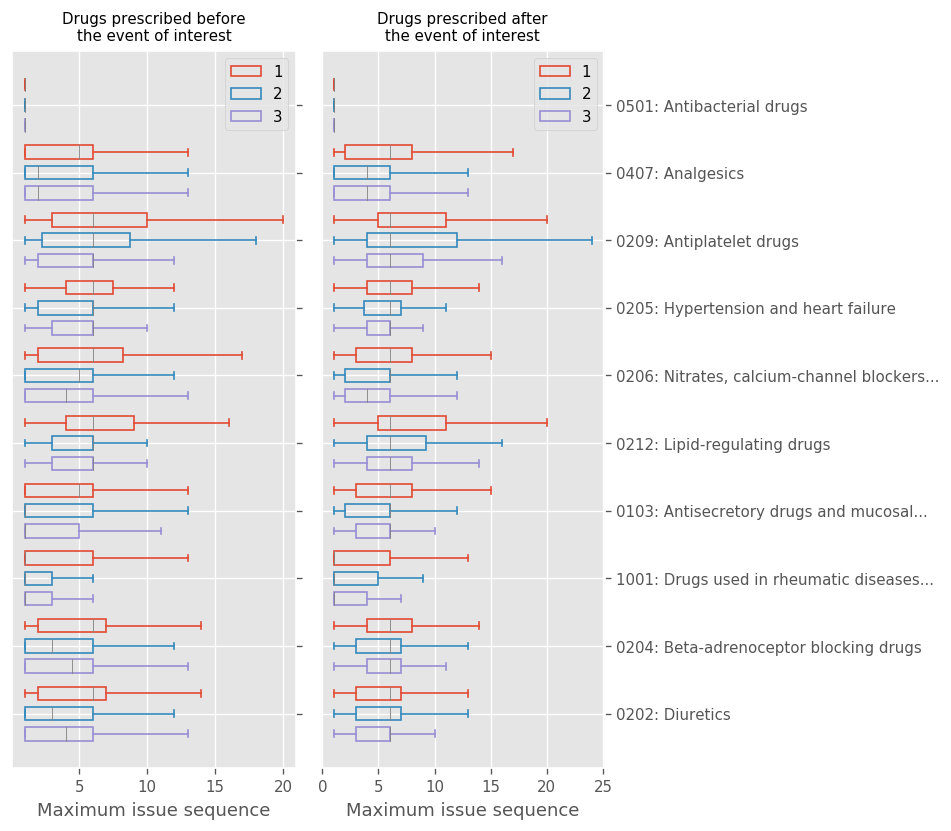 Drugs prescribed before
the event of interest
Drugs prescribed after
the event of interest
1
2
3
1
2
3
0501: Antibacterial drugs
0407: Analgesics
0209: Antiplatelet drugs
0205: Hypertension and heart failure
0206: Nitrates, calcium-channel blockers...
0212: Lipid-regulating drugs
0103: Antisecretory drugs and mucosal...
1001: Drugs used in rheumatic diseases...
0204: Beta-adrenoceptor blocking drugs
0202: Diuretics
5 10 15 20
0 5 10 15 20 25
Maximum issue sequence
Maximum issue sequence